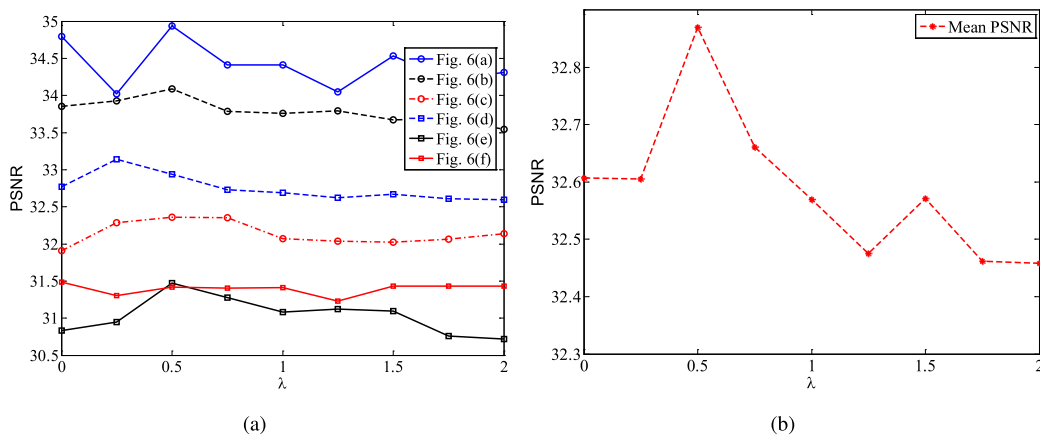 35
34.5
34
33.5
33
32.5
32
31.5
31
30.5
PSNR
0
0.5
1
1.5
2
λ
Fig. 6(a)
Fig. 6(b)
Fig. 6(c)
Fig. 6(d)
Fig. 6(e)
Fig. 6(f)
(a)
32.8
32.7
32.6
32.5
32.4
32.3
PSNR
0
0.5
1
1.5
2
λ
Mean PSNR
(b)